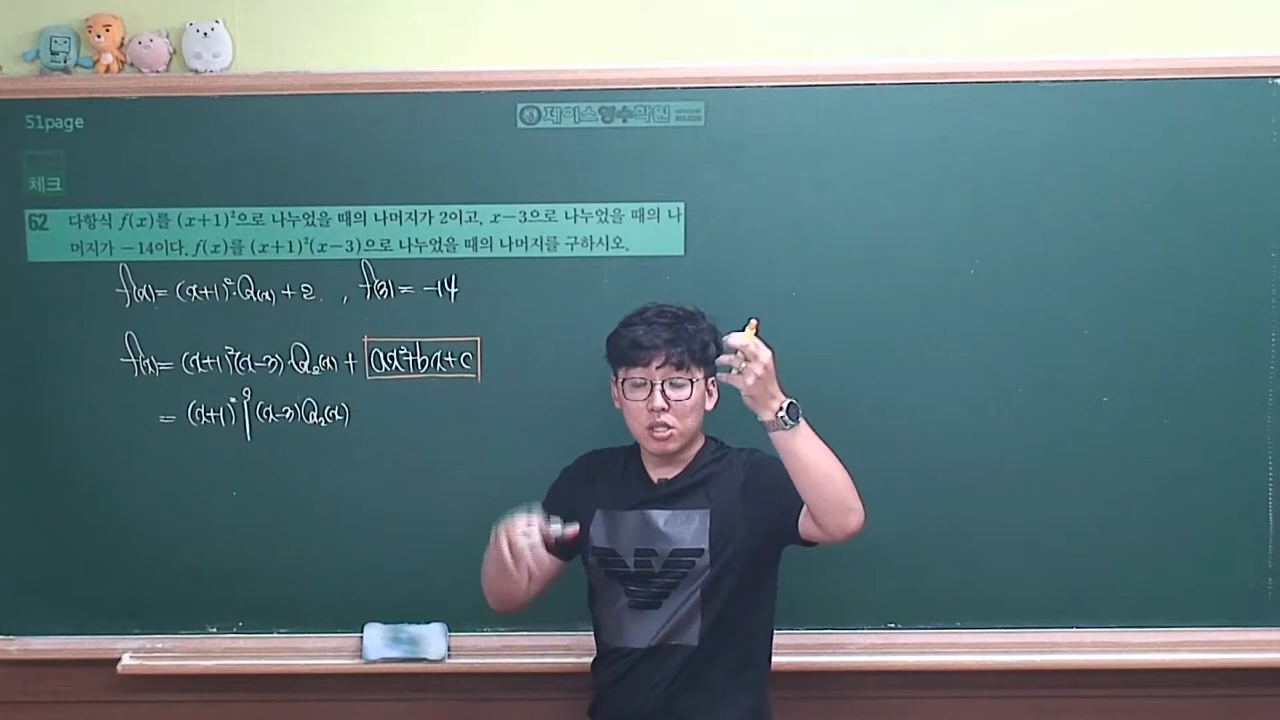 51page
제이스영수학원
체크
62 다항식 f(x)를 (x+1)²으로 나누었을 때의 나머지가 2이고, x-3으로 나누었을 때의 나
머지가 -14이다. f(x)를 (x+1)²(x-3)으로 나누었을 때의 나머지를 구하시오.
f(x)= (x+1)²·Q(x)+2 , f(3)= -14
f(x)= (x+1)²(x-3) Q₂(x) + ax²+bx+c
= (x+1)² { (x-3)Q₂(x)